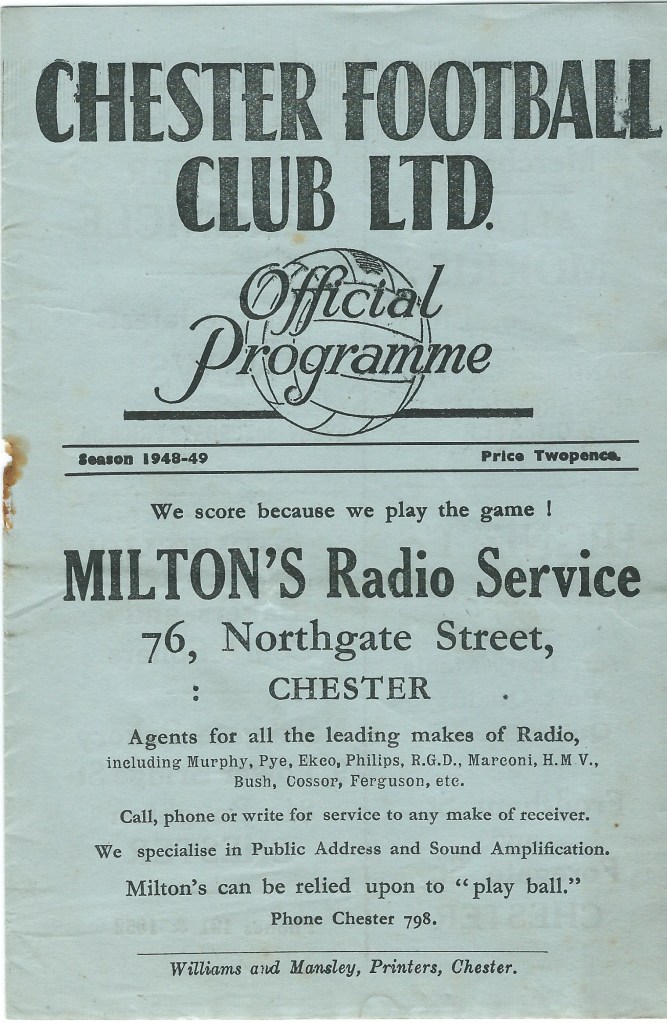 CHESTER FOOTBALL
CLUB LTD.
Official
Programme
Season 1948-49 Price Twopence.
We score because we play the game !
MILTON'S Radio Service
76, Northgate Street,
: CHESTER .
Agents for all the leading makes of Radio,
including Murphy, Pye, Ekco, Philips, R.G.D., Marconi, H.M V.,
Bush, Cossor, Ferguson, etc.
Call, phone or write for service to any make of receiver.
We specialise in Public Address and Sound Amplification.
Milton's can be relied upon to "play ball."
Phone Chester 798.
Williams and Mansley, Printers, Chester.